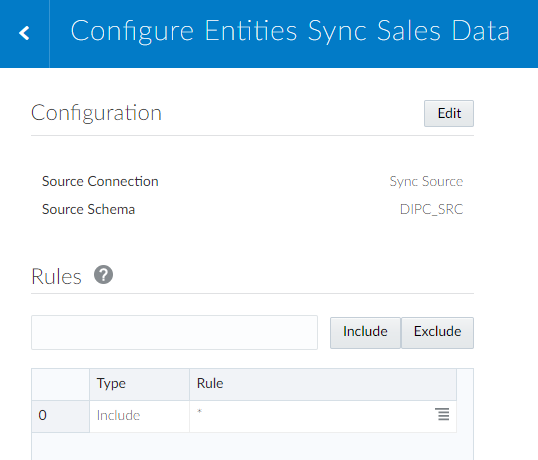 Configure Entities Sync Sales Data
Configuration
Edit
Source Connection Sync Source
Source Schema DIPC_SRC
Rules ?
Include Exclude
Type Rule
0 Include *